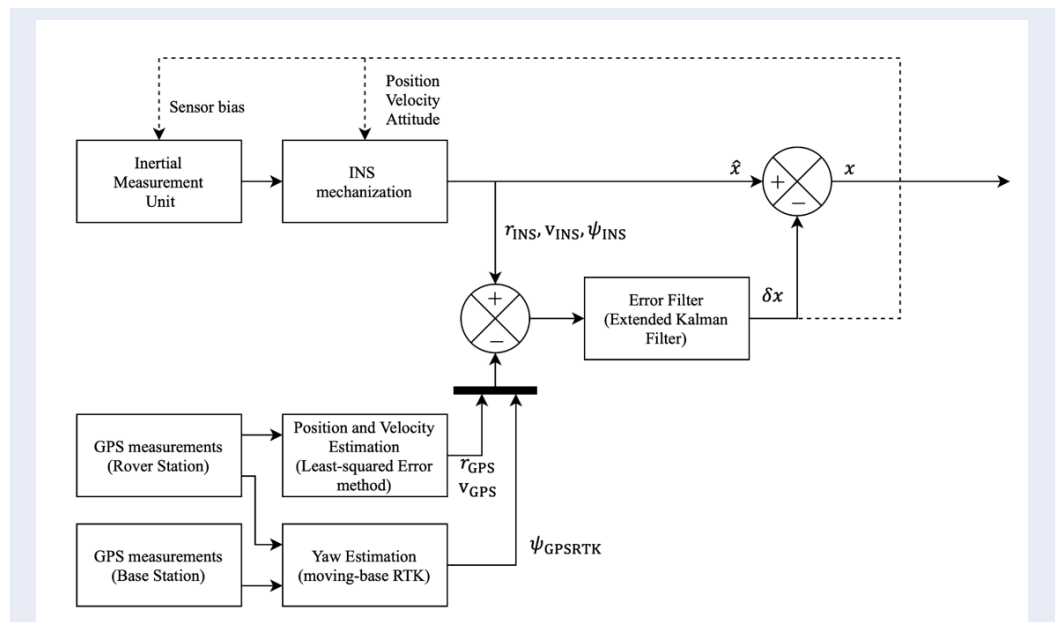 Sensor bias
Position
Velocity
Attitude
Inertial
Measurement
Unit
INS
mechanization
x̂
+
−
x
r_INS, v_INS, ψ_INS
+
−
Error Filter
(Extended Kalman
Filter)
δx
GPS measurements
(Rover Station)
Position and Velocity
Estimation
(Least-squared Error
method)
r_GPS
v_GPS
GPS measurements
(Base Station)
Yaw Estimation
(moving-base RTK)
ψ_GPSRTK